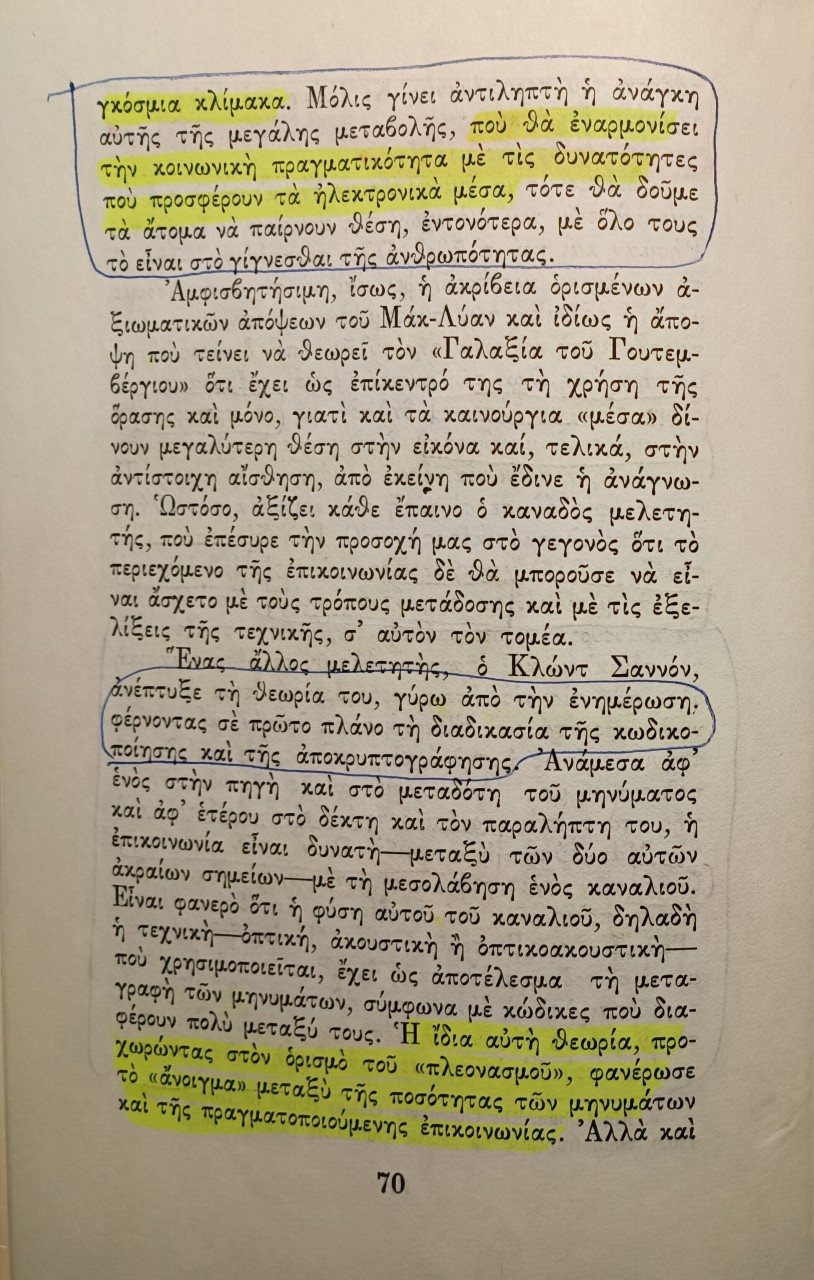 γκόσμια κλίμακα. Μόλις γίνει ἀντιληπτὴ ἡ ἀνάγκη
αὐτῆς τῆς μεγάλης μεταβολῆς, ποὺ θὰ ἐναρμονίσει
τὴν κοινωνικὴ πραγματικότητα μὲ τὶς δυνατότητες
ποὺ προσφέρουν τὰ ἠλεκτρονικὰ μέσα, τότε θὰ δοῦμε
τὰ ἄτομα νὰ παίρνουν θέση, ἐντονότερα, μὲ ὅλο τους
τὸ εἶναι στὸ γίγνεσθαι τῆς ἀνθρωπότητας.
Ἀμφισβητήσιμη, ἴσως, ἡ ἀκρίβεια ὁρισμένων ἀ-
ξιωματικῶν ἀπόψεων τοῦ Μάκ-Λύαν καὶ ἰδίως ἡ ἄπο-
ψη ποὺ τείνει νὰ θεωρεῖ τὸν «Γαλαξία τοῦ Γουτεμ-
βέργιου» ὅτι ἔχει ὡς ἐπίκεντρό της τὴ χρήση τῆς
ὅρασης καὶ μόνο, γιατὶ καὶ τὰ καινούργια «μέσα» δί-
νουν μεγαλύτερη θέση στὴν εἰκόνα καί, τελικά, στὴν
ἀντίστοιχη αἴσθηση, ἀπὸ ἐκείνη ποὺ ἔδινε ἡ ἀνάγνω-
ση. Ὡστόσο, ἀξίζει κάθε ἔπαινο ὁ καναδὸς μελετη-
τής, ποὺ ἐπέσυρε τὴν προσοχή μας στὸ γεγονὸς ὅτι τὸ
περιεχόμενο τῆς ἐπικοινωνίας δὲ θὰ μποροῦσε νὰ εἶ-
ναι ἄσχετο μὲ τοὺς τρόπους μετάδοσης καὶ μὲ τὶς ἐξε-
λίξεις τῆς τεχνικῆς, σ' αὐτὸν τὸν τομέα.
Ἕνας ἄλλος μελετητής, ὁ Κλὼντ Σαννόν,
ἀνέπτυξε τὴ θεωρία του, γύρω ἀπὸ τὴν ἐνημέρωση,
φέρνοντας σὲ πρῶτο πλάνο τὴ διαδικασία τῆς κωδικο-
ποίησης καὶ τῆς ἀποκρυπτογράφησης. Ἀνάμεσα ἀφ'
ἑνὸς στὴν πηγὴ καὶ στὸ μεταδότη τοῦ μηνύματος
καὶ ἀφ' ἑτέρου στὸ δέκτη καὶ τὸν παραλήπτη του, ἡ
ἐπικοινωνία εἶναι δυνατὴ—μεταξὺ τῶν δύο αὐτῶν
ἀκραίων σημείων—μὲ τὴ μεσολάβηση ἑνὸς καναλιοῦ.
Εἶναι φανερὸ ὅτι ἡ φύση αὐτοῦ τοῦ καναλιοῦ, δηλαδὴ
ἡ τεχνικὴ—ὀπτική, ἀκουστικὴ ἢ ὀπτικοακουστικὴ—
ποὺ χρησιμοποιεῖται, ἔχει ὡς ἀποτέλεσμα τὴ μετα-
γραφὴ τῶν μηνυμάτων, σύμφωνα μὲ κώδικες ποὺ δια-
φέρουν πολὺ μεταξύ τους. Ἡ ἴδια αὐτὴ θεωρία, προ-
χωρώντας στὸν ὁρισμὸ τοῦ «πλεονασμοῦ», φανέρωσε
τὸ «ἄνοιγμα» μεταξὺ τῆς ποσότητας τῶν μηνυμάτων
καὶ τῆς πραγματοποιούμενης ἐπικοινωνίας. Ἀλλὰ καὶ
70